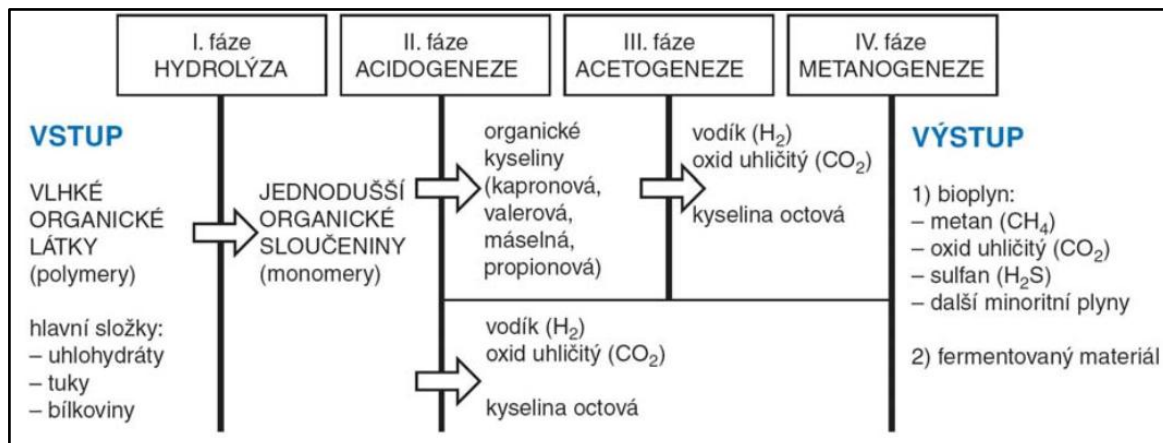 I. fáze
HYDROLÝZA
II. fáze
ACIDOGENEZE
III. fáze
ACETOGENEZE
IV. fáze
METANOGENEZE
VSTUP
VLHKÉ
ORGANICKÉ
LÁTKY
(polymery)
hlavní složky:
– uhlohydráty
– tuky
– bílkoviny
JEDNODUŠŠÍ
ORGANICKÉ
SLOUČENINY
(monomery)
organické
kyseliny
(kapronová,
valerová,
máselná,
propionová)
vodík (H₂)
oxid uhličitý (CO₂)
kyselina octová
vodík (H₂)
oxid uhličitý (CO₂)
kyselina octová
VÝSTUP
1) bioplyn:
– metan (CH₄)
– oxid uhličitý (CO₂)
– sulfan (H₂S)
– další minoritní plyny
2) fermentovaný materiál